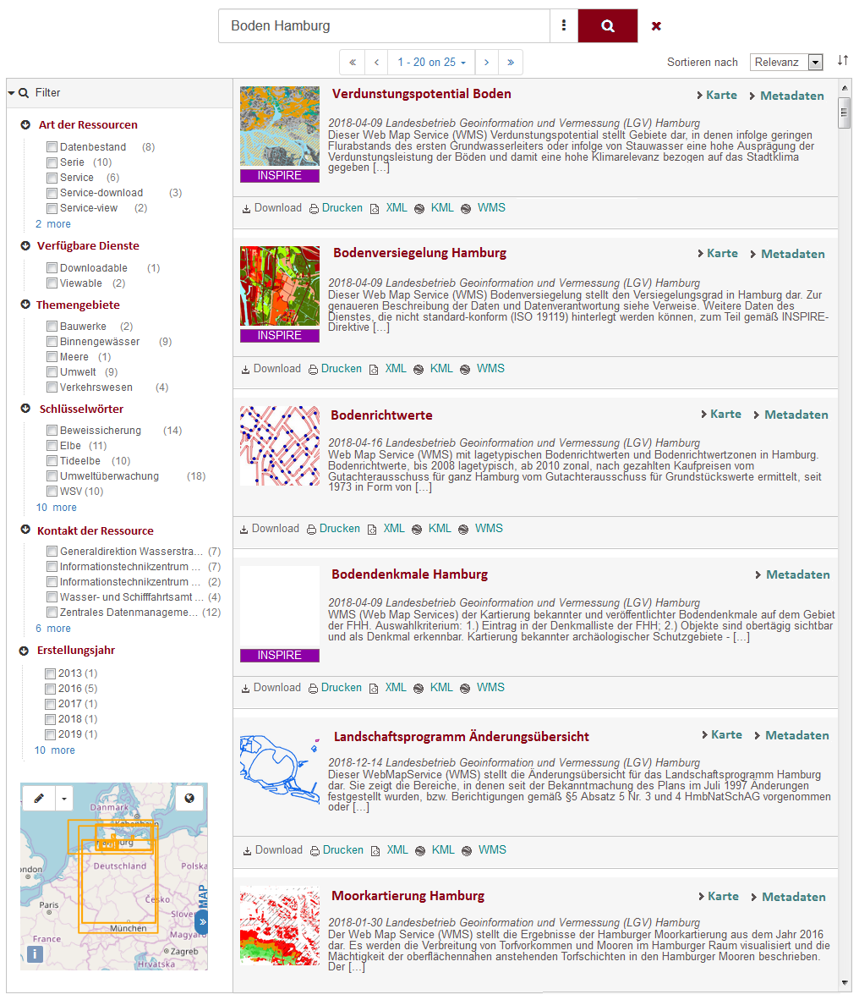 Boden Hamburg
« ‹ 1 - 20 on 25 › »
Sortieren nach Relevanz
Filter
Art der Ressourcen
Datenbestand (8)
Serie (10)
Service (6)
Service-download (3)
Service-view (2)
2 more
Verfügbare Dienste
Downloadable (1)
Viewable (2)
Themengebiete
Bauwerke (2)
Binnengewässer (9)
Meere (1)
Umwelt (9)
Verkehrswesen (4)
Schlüsselwörter
Beweissicherung (14)
Elbe (11)
Tideelbe (10)
Umweltüberwachung (18)
WSV (10)
10 more
Kontakt der Ressource
Generaldirektion Wasserstra... (7)
Informationstechnikzentrum ... (7)
Informationstechnikzentrum ... (2)
Wasser- und Schifffahrtsamt ... (4)
Zentrales Datenmanageme... (12)
6 more
Erstellungsjahr
2013 (1)
2016 (5)
2017 (1)
2018 (1)
2019 (1)
10 more
Danmark
København
Hamburg
ondon
Deutschland
Polska
Paris
Česko
MAP
Sloven
München
Magyaro
France
Zagreb
Hrvatska
i
Verdunstungspotential Boden
Karte Metadaten
2018-04-09 Landesbetrieb Geoinformation und Vermessung (LGV) Hamburg
Dieser Web Map Service (WMS) Verdunstungspotential stellt Gebiete dar, in denen infolge geringen
Flurabstands des ersten Grundwasserleiters oder infolge von Stauwasser eine hohe Ausprägung der
Verdunstungsleistung der Böden und damit eine hohe Klimarelevanz bezogen auf das Stadtklima
gegeben [...]
INSPIRE
Download Drucken XML KML WMS
Bodenversiegelung Hamburg
Karte Metadaten
2018-04-09 Landesbetrieb Geoinformation und Vermessung (LGV) Hamburg
Dieser Web Map Service (WMS) Bodenversiegelung stellt den Versiegelungsgrad in Hamburg dar. Zur
genaueren Beschreibung der Daten und Datenverantwortung siehe Verweise. Weitere Daten des
Dienstes, die nicht standard-konform (ISO 19119) hinterlegt werden können, zum Teil gemäß INSPIRE-
Direktive [...]
INSPIRE
Download Drucken XML KML WMS
Bodenrichtwerte
Karte Metadaten
2018-04-16 Landesbetrieb Geoinformation und Vermessung (LGV) Hamburg
Web Map Service (WMS) mit lagetypischen Bodenrichtwerten und Bodenrichtwertzonen in Hamburg.
Bodenrichtwerte, bis 2008 lagetypisch, ab 2010 zonal, nach gezahlten Kaufpreisen vom
Gutachterausschuss für ganz Hamburg vom Gutachterausschuss für Grundstückswerte ermittelt, seit
1973 in Form von [...]
Download Drucken XML KML WMS
Bodendenkmale Hamburg
Metadaten
2018-04-09 Landesbetrieb Geoinformation und Vermessung (LGV) Hamburg
WMS (Web Map Services) der Kartierung bekannter und veröffentlichter Bodendenkmale auf dem Gebiet
der FHH. Auswahlkriterium: 1.) Eintrag in der Denkmalliste der FHH; 2.) Objekte sind obertägig sichtbar
und als Denkmal erkennbar. Kartierung bekannter archäologischer Schutzgebiete - [...]
INSPIRE
Download Drucken XML KML WMS
Landschaftsprogramm Änderungsübersicht
Karte Metadaten
2018-12-14 Landesbetrieb Geoinformation und Vermessung (LGV) Hamburg
Dieser WebMapService (WMS) stellt die Änderungsübersicht für das Landschaftsprogramm Hamburg
dar. Sie zeigt die Bereiche, in denen seit der Bekanntmachung des Plans im Juli 1997 Änderungen
festgestellt wurden, bzw. Berichtigungen gemäß §5 Absatz 5 Nr. 3 und 4 HmbNatSchAG vorgenommen
oder [...]
Download Drucken XML KML WMS
Moorkartierung Hamburg
Karte Metadaten
2018-01-30 Landesbetrieb Geoinformation und Vermessung (LGV) Hamburg
Der Web Map Service (WMS) stellt die Ergebnisse der Hamburger Moorkartierung aus dem Jahr 2016
dar. Es werden die Verbreitung von Torfvorkommen und Mooren im Hamburger Raum visualisiert und die
Mächtigkeit der oberflächennahen anstehenden Torfschichten in den Hamburger Mooren beschrieben.
Der [...]